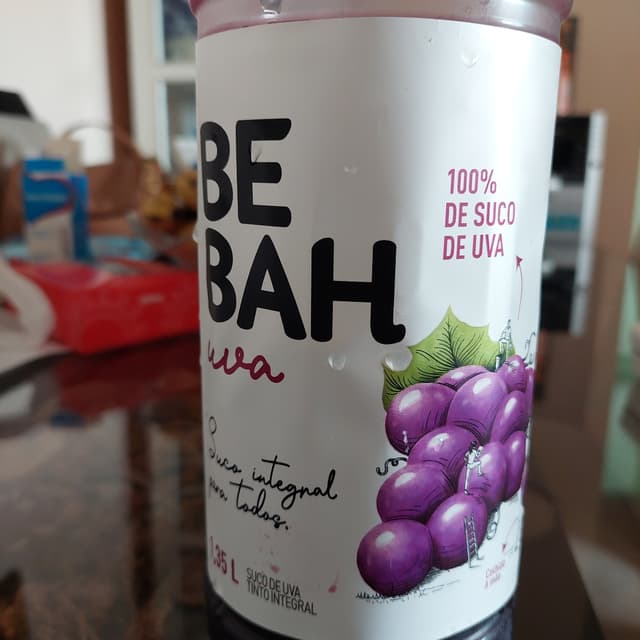 BE
BAH
uva
100%
DE SUCO
DE UVA
Suco integral
para todos.
1.35 L
SUCO DE UVA
TINTO INTEGRAL